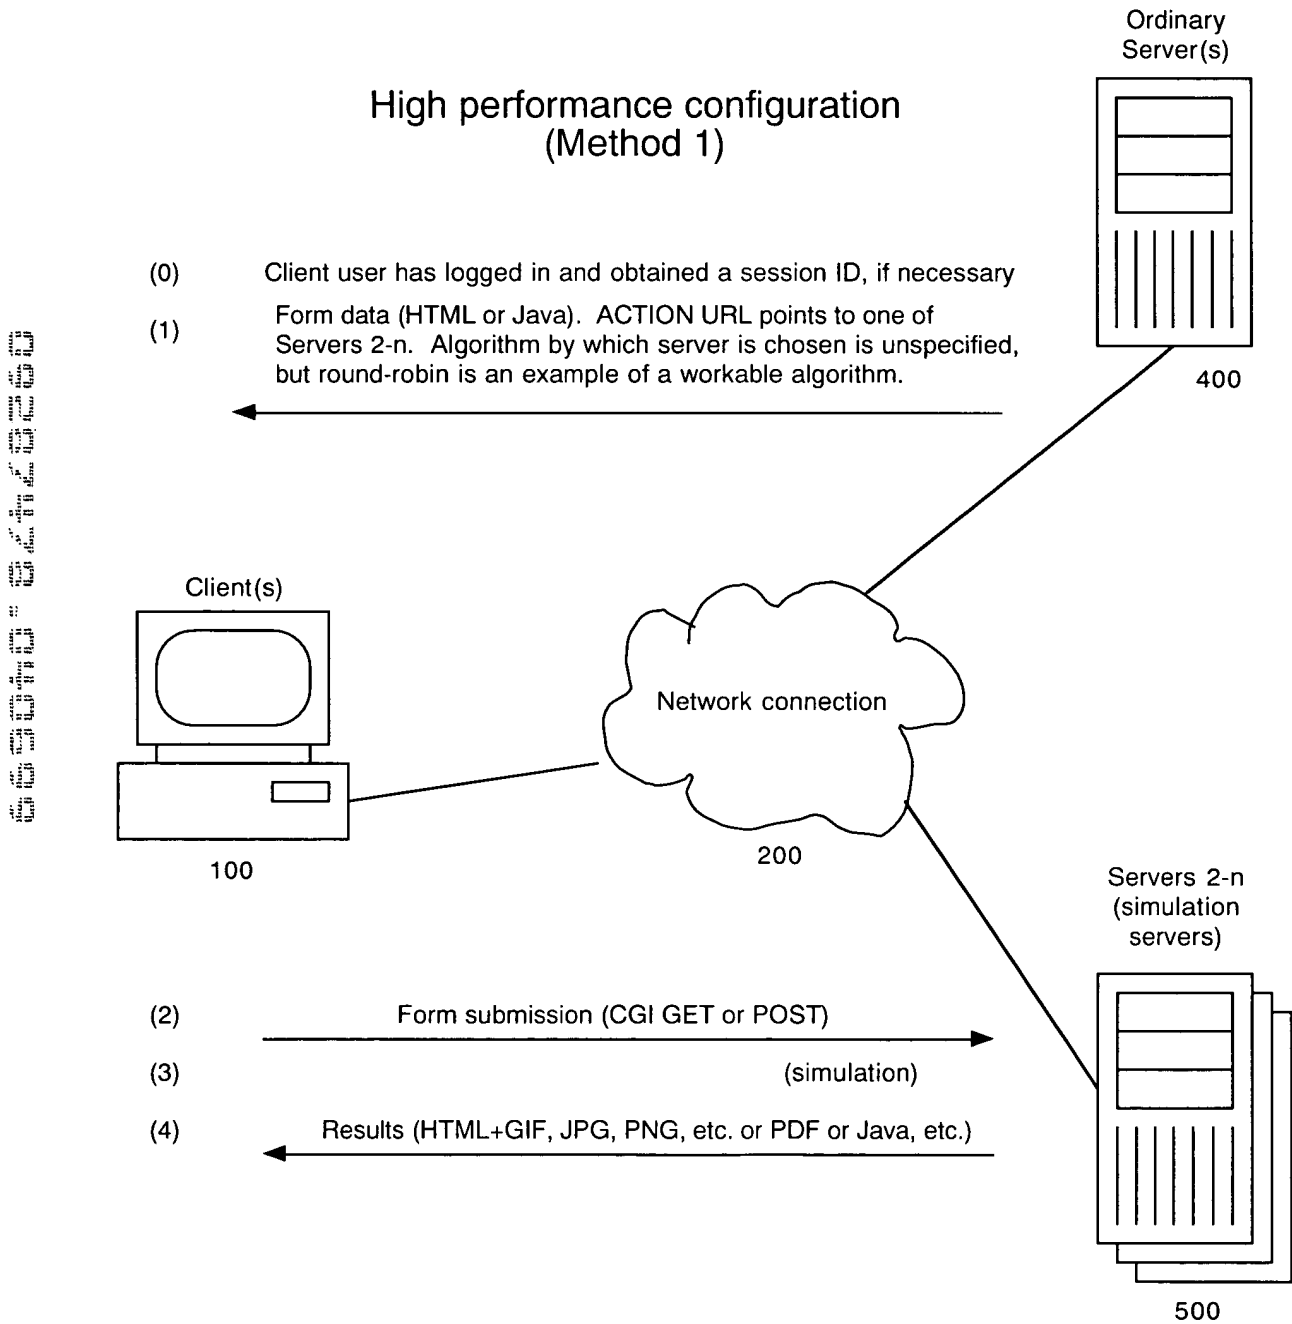 Ordinary
Server(s)
High performance configuration
(Method 1)
(0) Client user has logged in and obtained a session ID, if necessary
(1) Form data (HTML or Java). ACTION URL points to one of
Servers 2-n. Algorithm by which server is chosen is unspecified,
but round-robin is an example of a workable algorithm.
400
Client(s)
Network connection
100
200
Servers 2-n
(simulation
servers)
(2) Form submission (CGI GET or POST)
(3) (simulation)
(4) Results (HTML+GIF, JPG, PNG, etc. or PDF or Java, etc.)
500